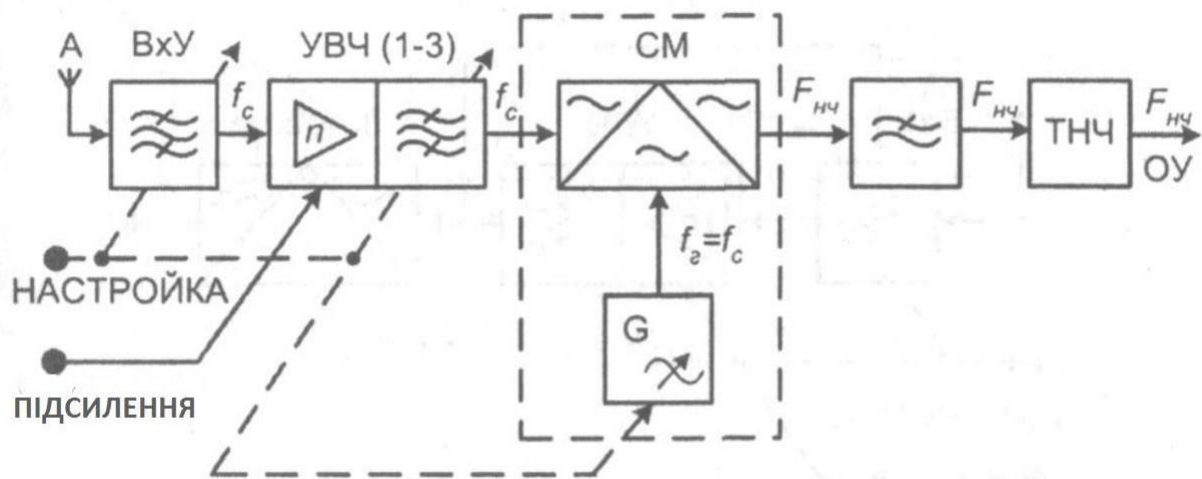 А
ВхУ
УВЧ (1-3)
СМ
n
f_c
f_c
F_нч
F_нч
ТНЧ
F_нч
ОУ
f_г=f_c
G
НАСТРОЙКА
ПІДСИЛЕННЯ